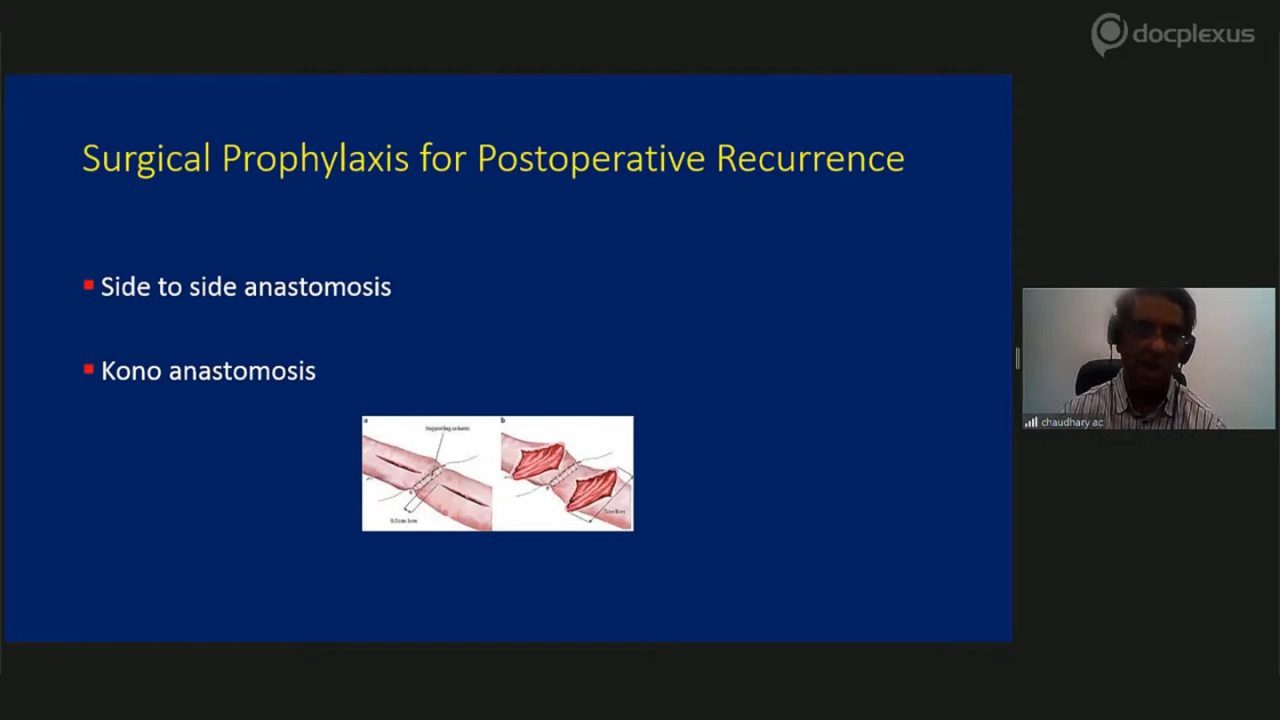 docplexus
Surgical Prophylaxis for Postoperative Recurrence
Side to side anastomosis
Kono anastomosis
a
b
Supporting column
chaudhary ac